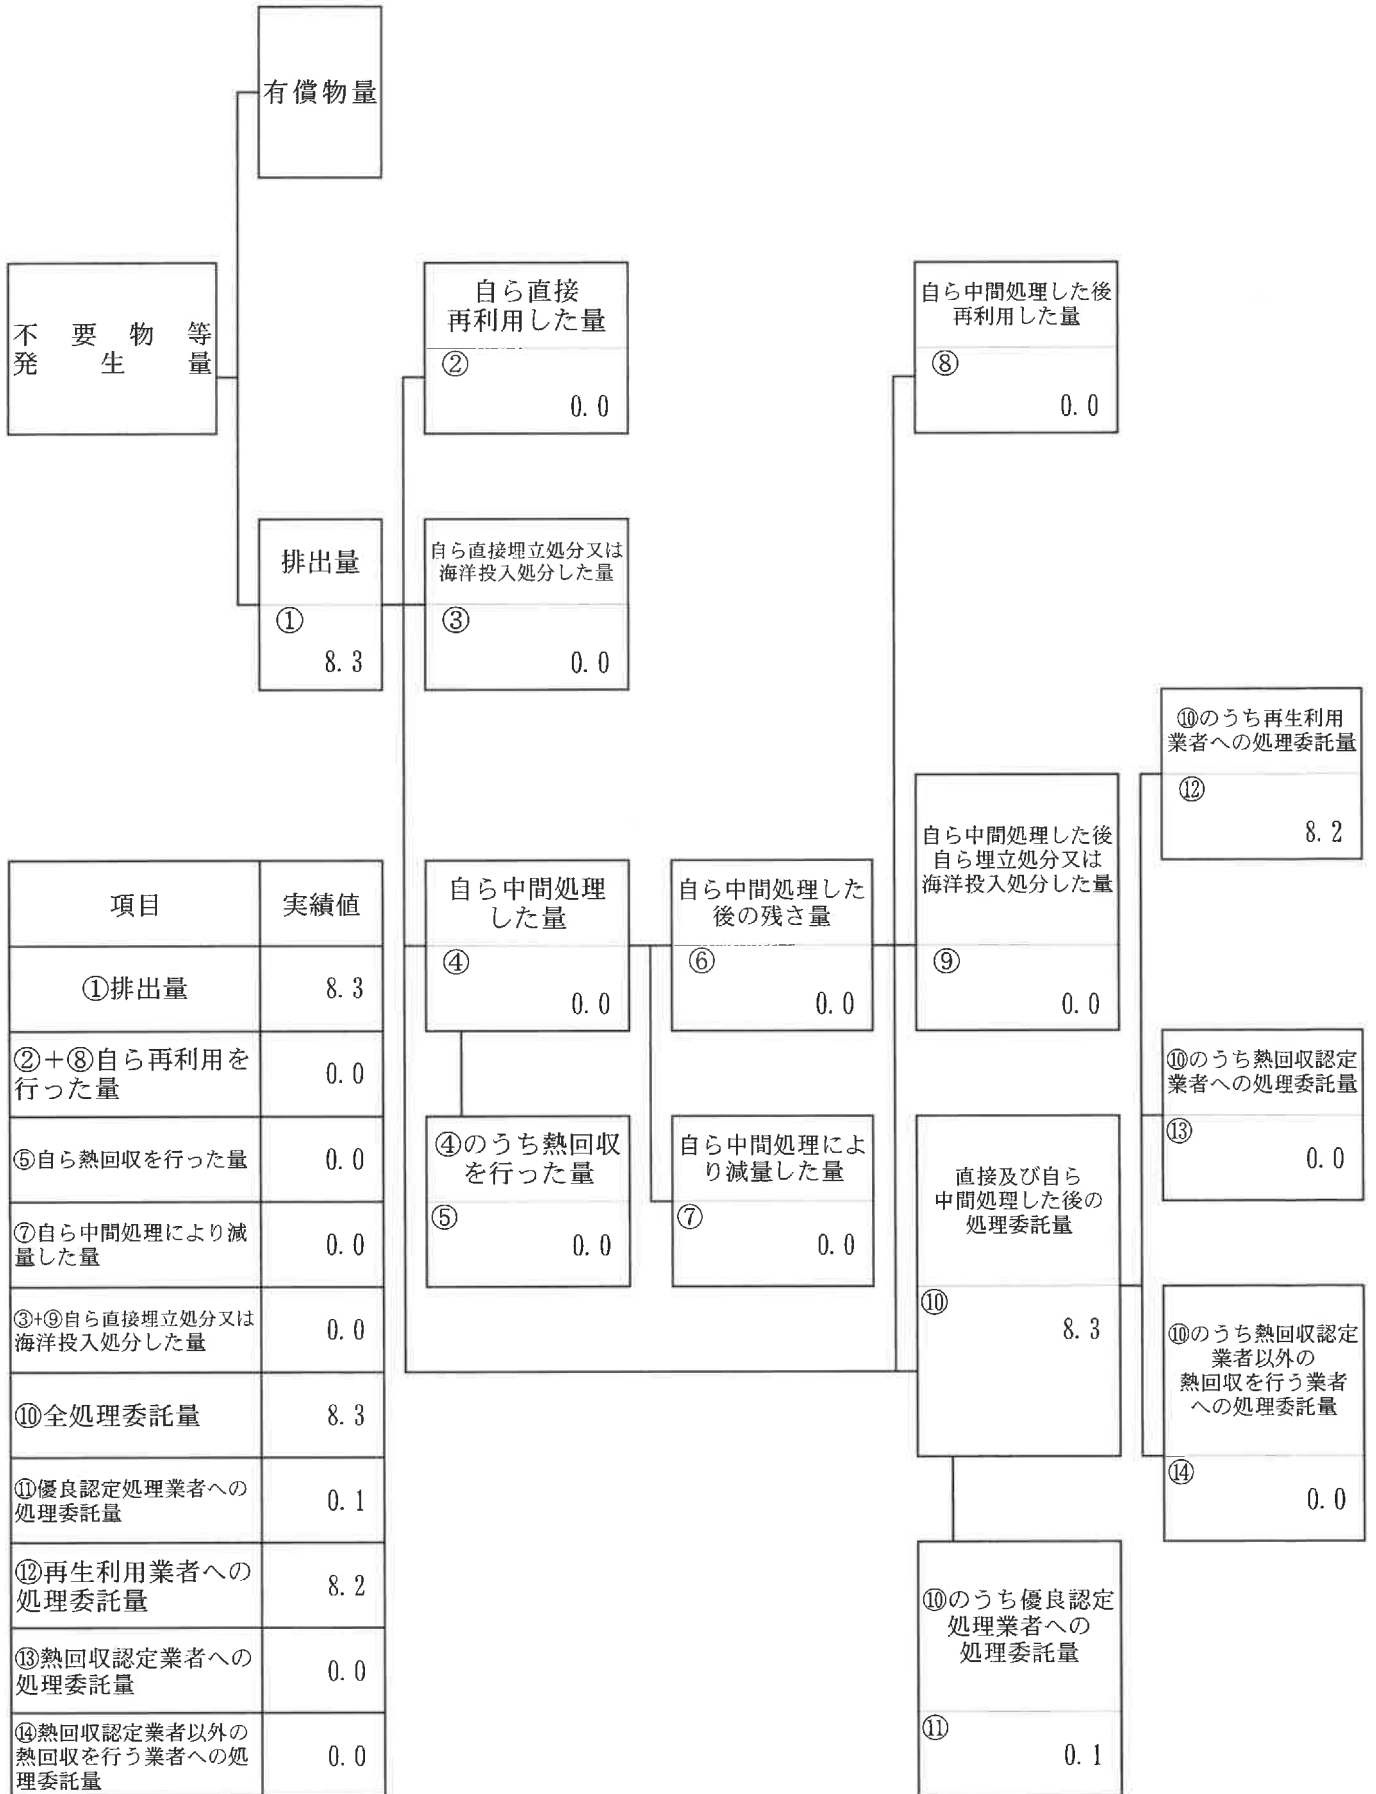 有償物量
不要物等
発生量
自ら直接
再利用した量
②
0.0
自ら中間処理した後
再利用した量
⑧
0.0
排出量
①
8.3
自ら直接埋立処分又は
海洋投入処分した量
③
0.0
⑩のうち再生利用
業者への処理委託量
⑫
8.2
自ら中間処理した後
自ら埋立処分又は
海洋投入処分した量
⑨
0.0
自ら中間処理
した量
④
0.0
自ら中間処理した
後の残さ量
⑥
0.0
⑩のうち熱回収認定
業者への処理委託量
⑬
0.0
④のうち熱回収
を行った量
⑤
0.0
自ら中間処理によ
り減量した量
⑦
0.0
直接及び自ら
中間処理した後の
処理委託量
⑩
8.3
⑩のうち熱回収認定
業者以外の
熱回収を行う業者
への処理委託量
⑭
0.0
⑩のうち優良認定
処理業者への
処理委託量
⑪
0.1
項目 実績値
①排出量 8.3
②+⑧自ら再利用を
行った量 0.0
⑤自ら熱回収を行った量 0.0
⑦自ら中間処理により減
量した量 0.0
③+⑨自ら直接埋立処分又は
海洋投入処分した量 0.0
⑩全処理委託量 8.3
⑪優良認定処理業者への
処理委託量 0.1
⑫再生利用業者への
処理委託量 8.2
⑬熱回収認定業者への
処理委託量 0.0
⑭熱回収認定業者以外の
熱回収を行う業者への処
理委託量 0.0